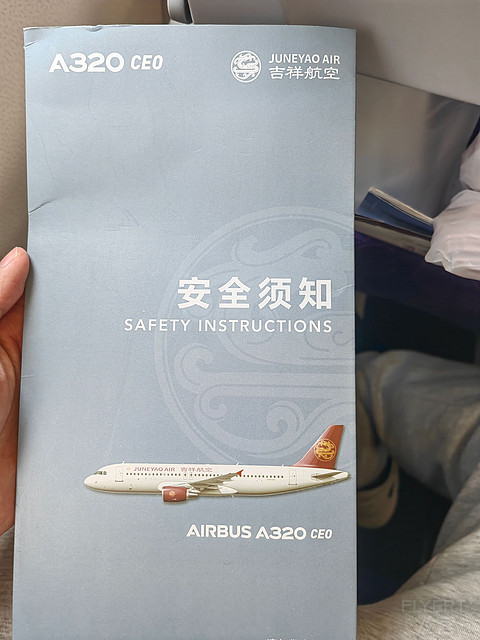 A320 CEO
JUNEYAO AIR
吉祥航空
安全须知
SAFETY INSTRUCTIONS
JUNEYAO AIR 吉祥航空
AIRBUS A320 CEO
FLYERT